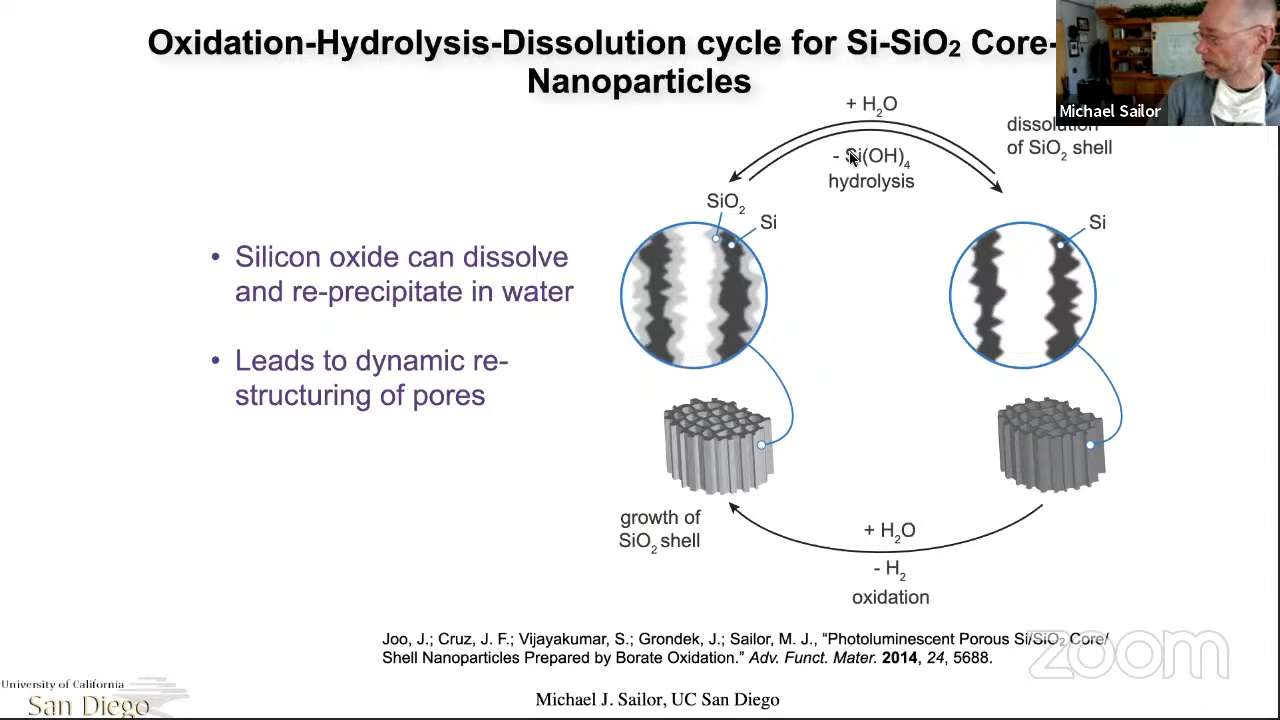 Oxidation-Hydrolysis-Dissolution cycle for Si-SiO₂ Core-
Nanoparticles
Michael Sailor
+ H₂O
dissolution
of SiO₂ shell
- Si(OH)₄
hydrolysis
SiO₂
Si
Si
• Silicon oxide can dissolve
and re-precipitate in water
• Leads to dynamic re-
structuring of pores
growth of
SiO₂ shell
+ H₂O
- H₂
oxidation
Joo, J.; Cruz, J. F.; Vijayakumar, S.; Grondek, J.; Sailor, M. J., “Photoluminescent Porous Si/SiO₂ Core/
Shell Nanoparticles Prepared by Borate Oxidation.” Adv. Funct. Mater. 2014, 24, 5688.
zoom
University of California
San Diego
Michael J. Sailor, UC San Diego